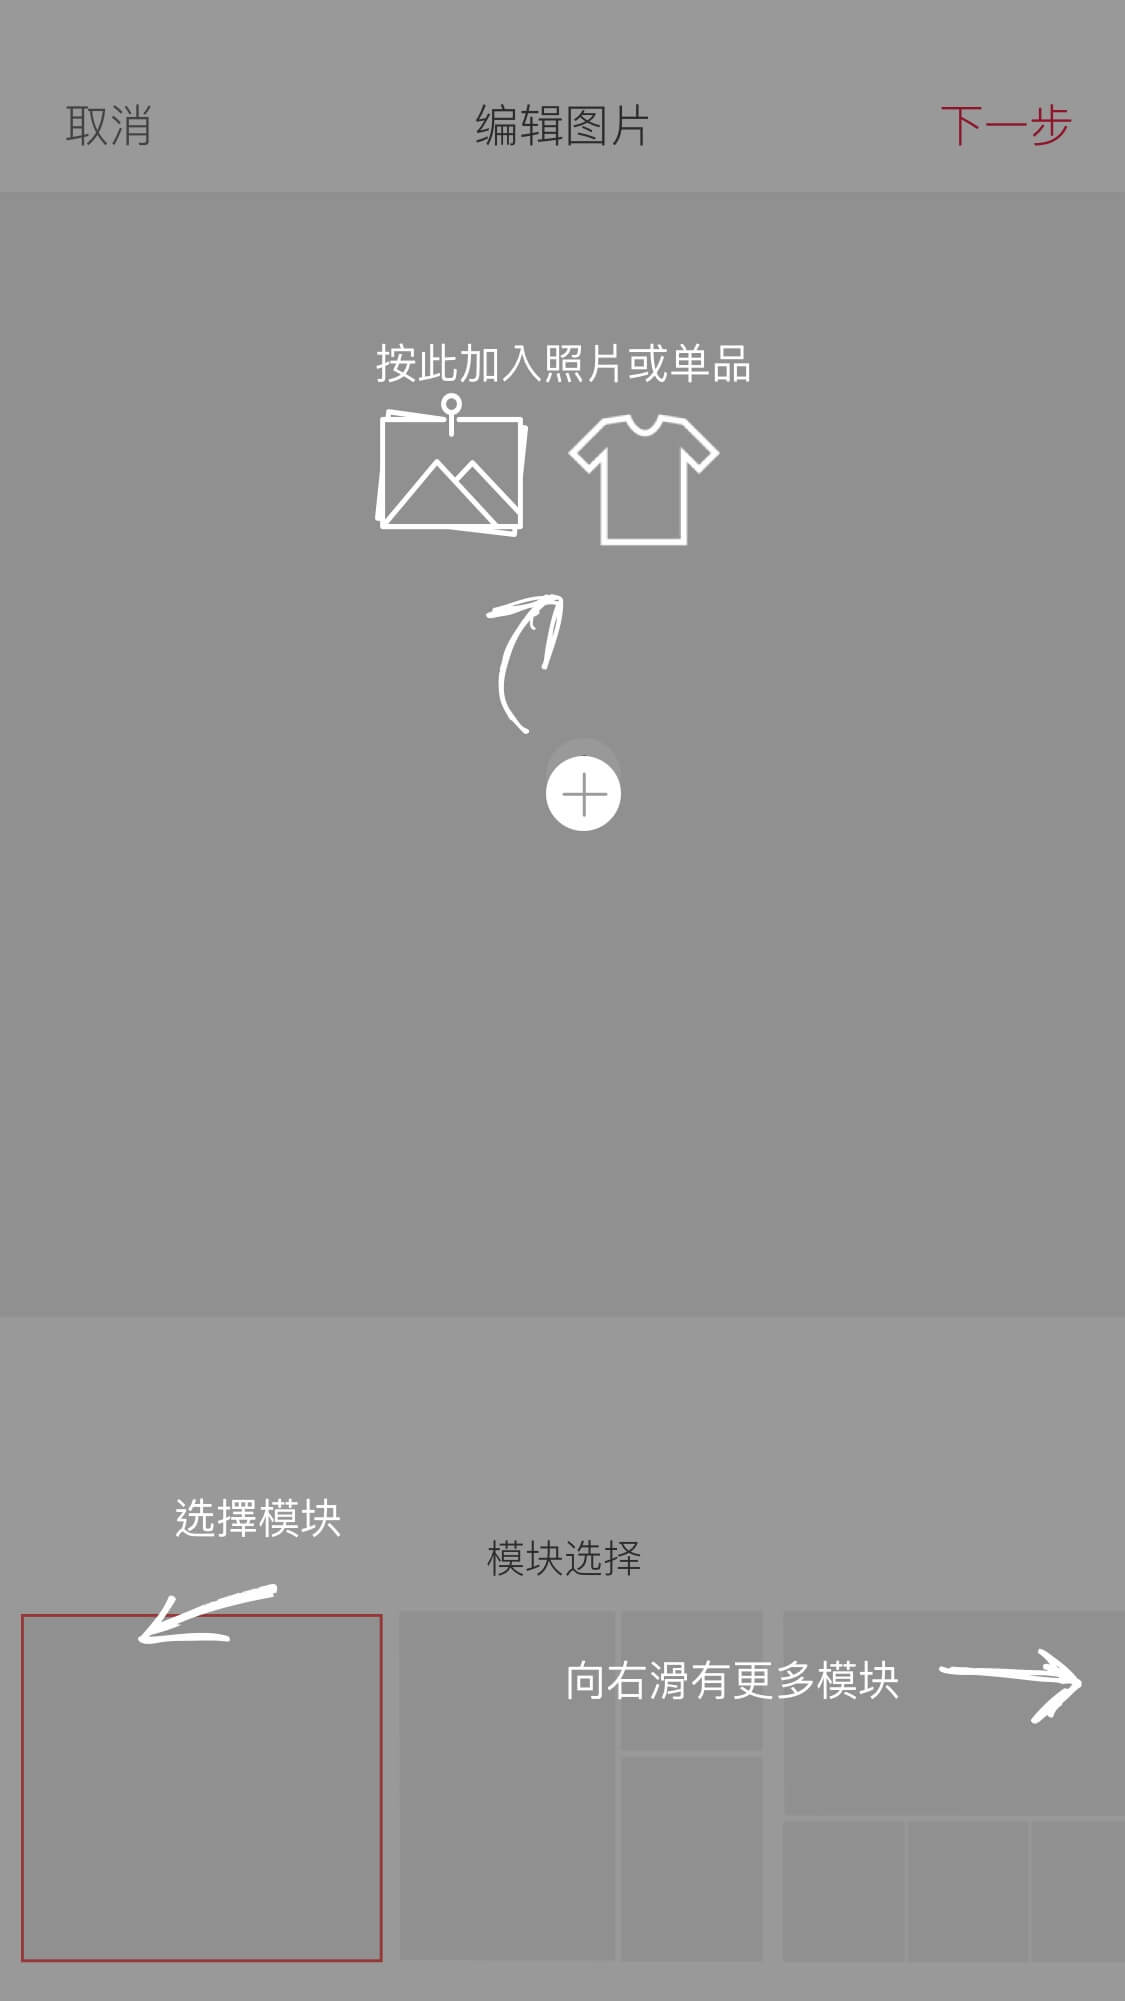 取消
编辑图片
下一步
按此加入照片或单品
选擇模块
模块选择
向右滑有更多模块